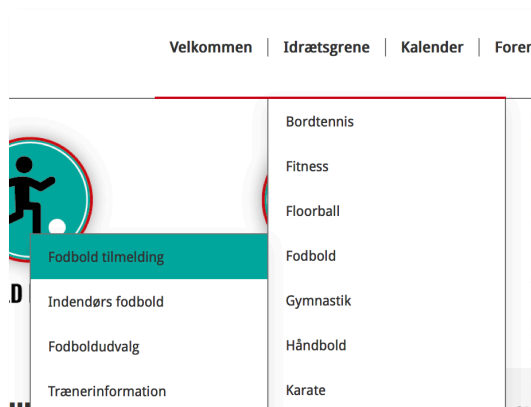 Velkommen | Idrætsgrene | Kalender |
Bordtennis
Fitness
Floorball
Fodbold
Gymnastik
Håndbold
Karate
Fodbold tilmelding
Indendørs fodbold
Fodboldudvalg
Trænerinformation